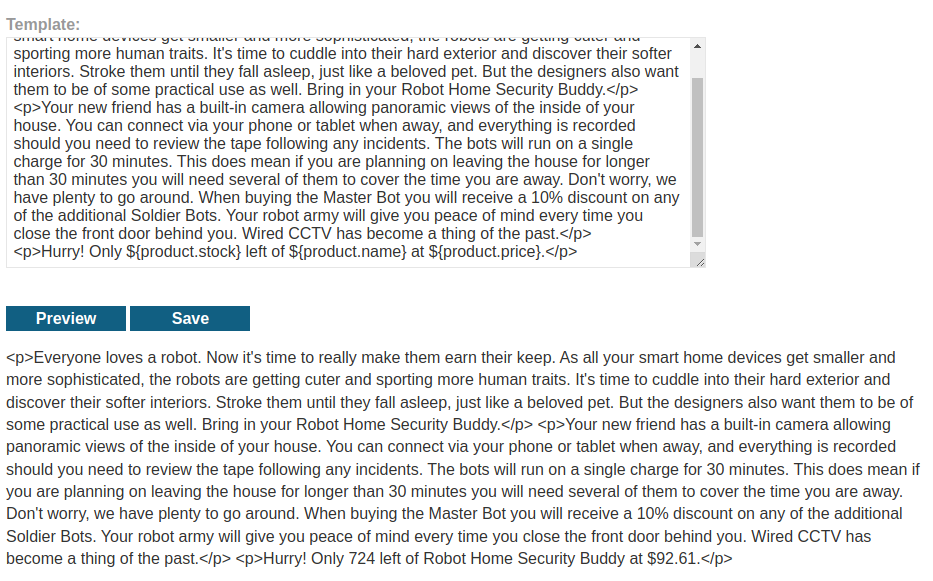 Template:
smart home devices get smaller and more sophisticated, the robots are getting cuter and
sporting more human traits. It's time to cuddle into their hard exterior and discover their softer
interiors. Stroke them until they fall asleep, just like a beloved pet. But the designers also want
them to be of some practical use as well. Bring in your Robot Home Security Buddy.</p>
<p>Your new friend has a built-in camera allowing panoramic views of the inside of your
house. You can connect via your phone or tablet when away, and everything is recorded
should you need to review the tape following any incidents. The bots will run on a single
charge for 30 minutes. This does mean if you are planning on leaving the house for longer
than 30 minutes you will need several of them to cover the time you are away. Don't worry, we
have plenty to go around. When buying the Master Bot you will receive a 10% discount on any
of the additional Soldier Bots. Your robot army will give you peace of mind every time you
close the front door behind you. Wired CCTV has become a thing of the past.</p>
<p>Hurry! Only ${product.stock} left of ${product.name} at ${product.price}.</p>
Preview Save
<p>Everyone loves a robot. Now it's time to really make them earn their keep. As all your smart home devices get smaller and
more sophisticated, the robots are getting cuter and sporting more human traits. It's time to cuddle into their hard exterior and
discover their softer interiors. Stroke them until they fall asleep, just like a beloved pet. But the designers also want them to be of
some practical use as well. Bring in your Robot Home Security Buddy.</p> <p>Your new friend has a built-in camera allowing
panoramic views of the inside of your house. You can connect via your phone or tablet when away, and everything is recorded
should you need to review the tape following any incidents. The bots will run on a single charge for 30 minutes. This does mean if
you are planning on leaving the house for longer than 30 minutes you will need several of them to cover the time you are away.
Don't worry, we have plenty to go around. When buying the Master Bot you will receive a 10% discount on any of the additional
Soldier Bots. Your robot army will give you peace of mind every time you close the front door behind you. Wired CCTV has
become a thing of the past.</p> <p>Hurry! Only 724 left of Robot Home Security Buddy at $92.61.</p>